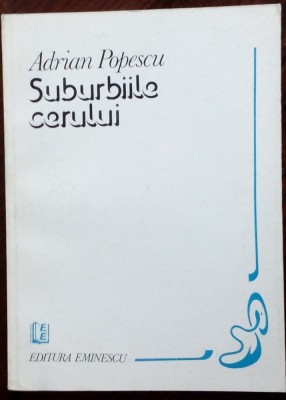 Adrian Popescu
Suburbiile
cerului
E
E
EDITURA EMINESCU